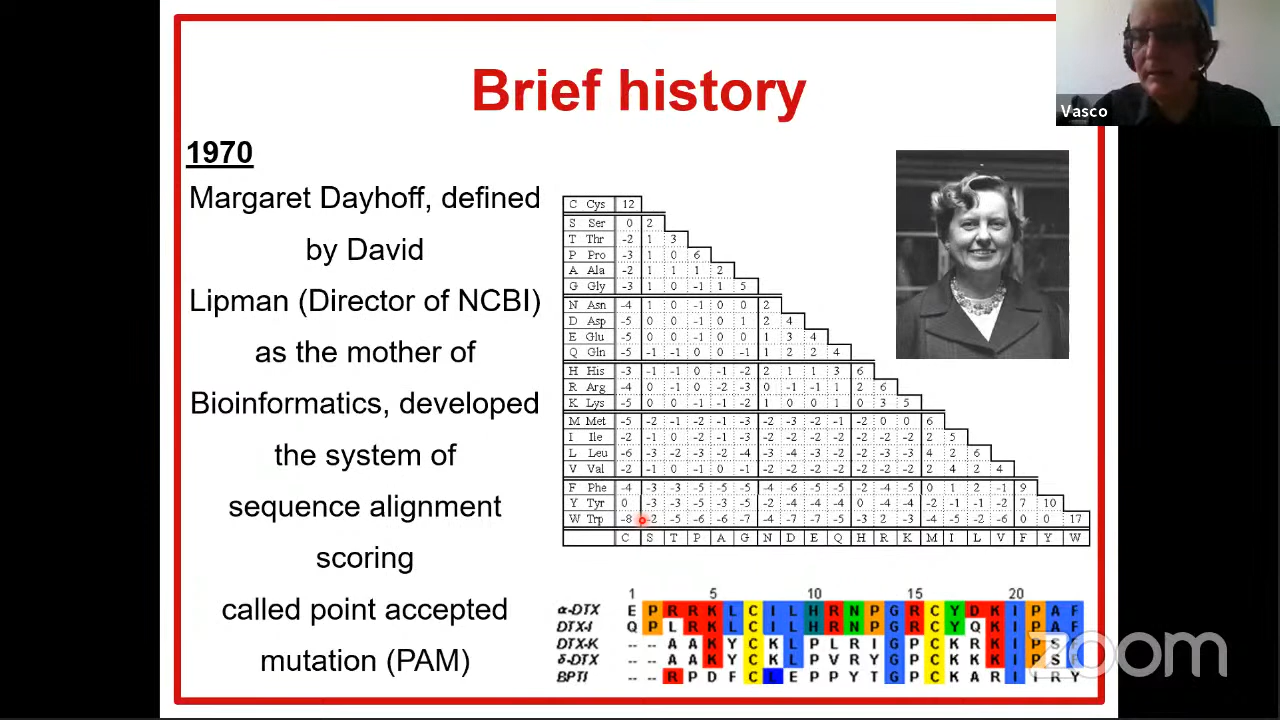 Brief history
Vasco
1970
Margaret Dayhoff, defined
by David
Lipman (Director of NCBI)
as the mother of
Bioinformatics, developed
the system of
sequence alignment
scoring
called point accepted
mutation (PAM)
C Cys 12
S Ser 0 2
T Thr -2 1 3
P Pro -3 1 0 6
A Ala -2 1 1 1 2
G Gly -3 1 0 -1 1 5
N Asn -4 1 0 -1 0 0 2
D Asp -5 0 0 -1 0 1 2 4
E Glu -5 0 0 -1 0 0 1 3 4
Q Gln -5 -1 -1 0 0 -1 1 2 2 4
H His -3 -1 -1 0 -1 -2 2 1 1 3 6
R Arg -4 0 -1 0 -2 -3 0 -1 -1 1 2 6
K Lys -5 0 0 -1 -1 -2 1 0 0 1 0 3 5
M Met -5 -2 -1 -2 -1 -3 -2 -3 -2 -1 -2 0 0 6
I Ile -2 -1 0 -2 -1 -3 -2 -2 -2 -2 -2 -2 -2 2 5
L Leu -6 -3 -2 -3 -2 -4 -3 -4 -3 -2 -2 -3 -3 4 2 6
V Val -2 -1 0 -1 0 -1 -2 -2 -2 -2 -2 -2 -2 2 4 2 4
F Phe -4 -3 -3 -5 -5 -5 -4 -6 -5 -5 -2 -4 -5 0 1 2 -1 9
Y Tyr 0 -3 -3 -5 -3 -5 -2 -4 -4 -4 0 -4 -4 -2 -1 -1 -2 7 10
W Trp -8 -2 -5 -6 -6 -7 -4 -7 -7 -5 -3 2 -3 -4 -5 -2 -6 0 0 17
C S T P A G N D E Q H R K M I L V F Y W
1 5 10 15 20
α-DTX E P R R K L C I L H R N P G R C Y D K I P A F
DTX-I Q P L R K L C I L H R N P G R C Y Q K I P A F
DTX-K -- -- A A K Y C K L P L R I G P C K R K I P S F
δ-DTX -- -- A A K Y C K L P V R Y G P C K K K I P S F
BPTI -- -- R P D F C L E P P Y T G P C K A R I I R Y
zoom